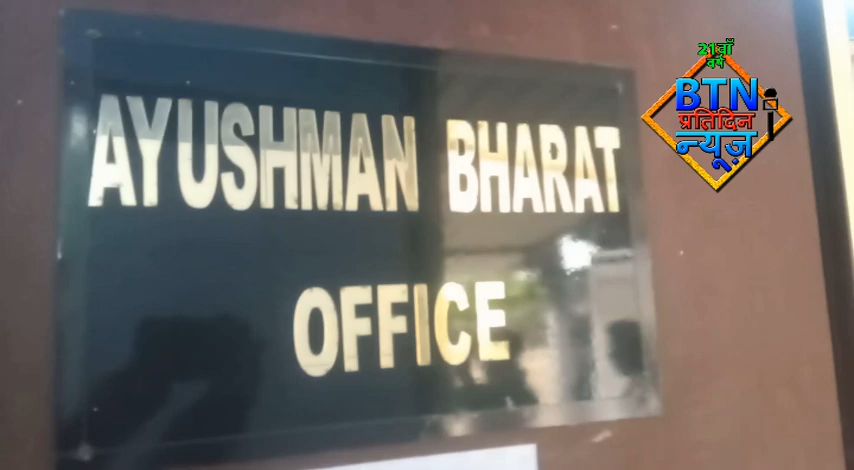 AYUSHMAN BHARAT
OFFICE
21वाँ
वर्ष
BTN
प्रतिदिन
न्यूज़